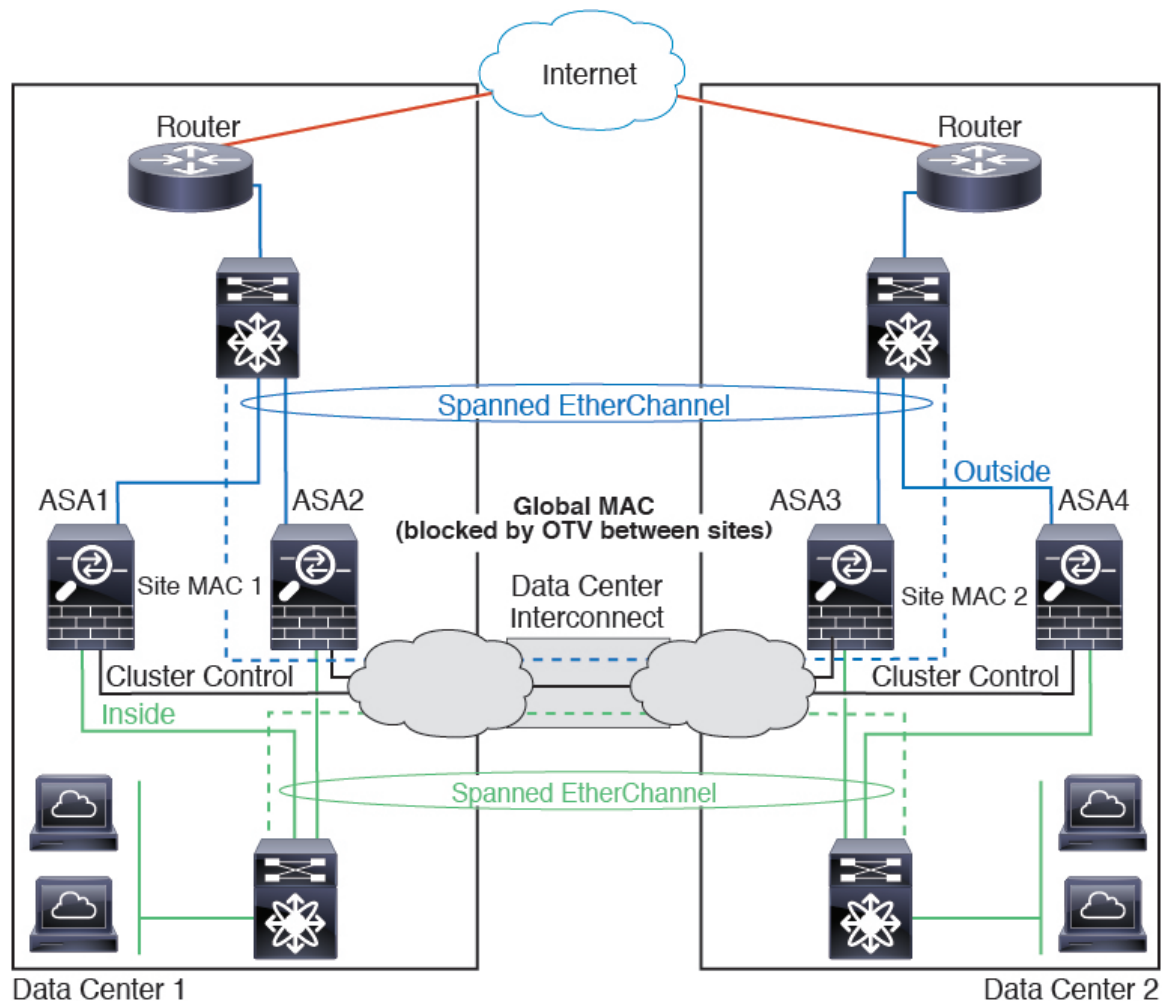 Internet
Router
Router
Spanned EtherChannel
Outside
ASA1
ASA2
Global MAC
(blocked by OTV between sites)
ASA3
ASA4
Site MAC 1
Data Center
Interconnect
Site MAC 2
Cluster Control
Cluster Control
Inside
Spanned EtherChannel
Data Center 1
Data Center 2